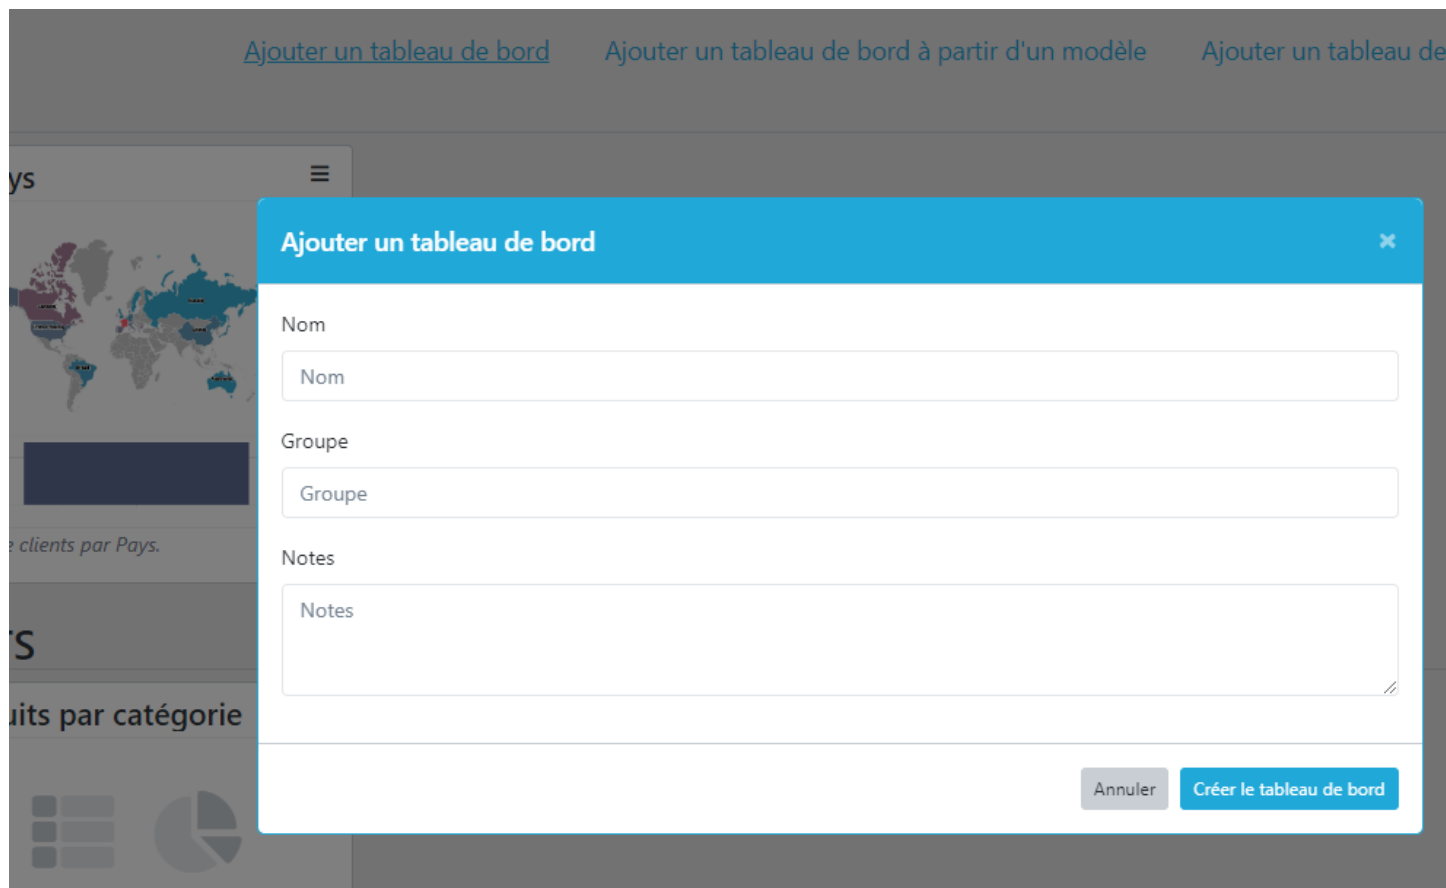 Ajouter un tableau de bord
Ajouter un tableau de bord à partir d'un modèle
Ajouter un tableau de
ys
Ajouter un tableau de bord
×
Nom
Nom
Groupe
Groupe
Notes
Notes
clients par Pays.
rs
uits par catégorie
Annuler
Créer le tableau de bord